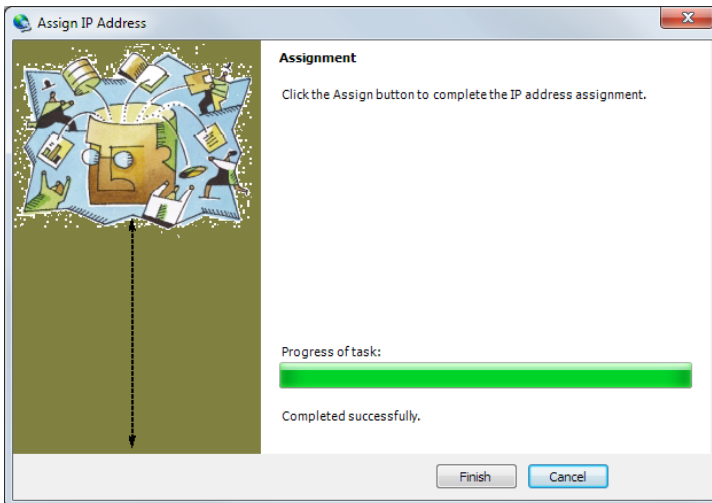 Assign IP Address
Assignment
Click the Assign button to complete the IP address assignment.
Progress of task:
Completed successfully.
Finish
Cancel